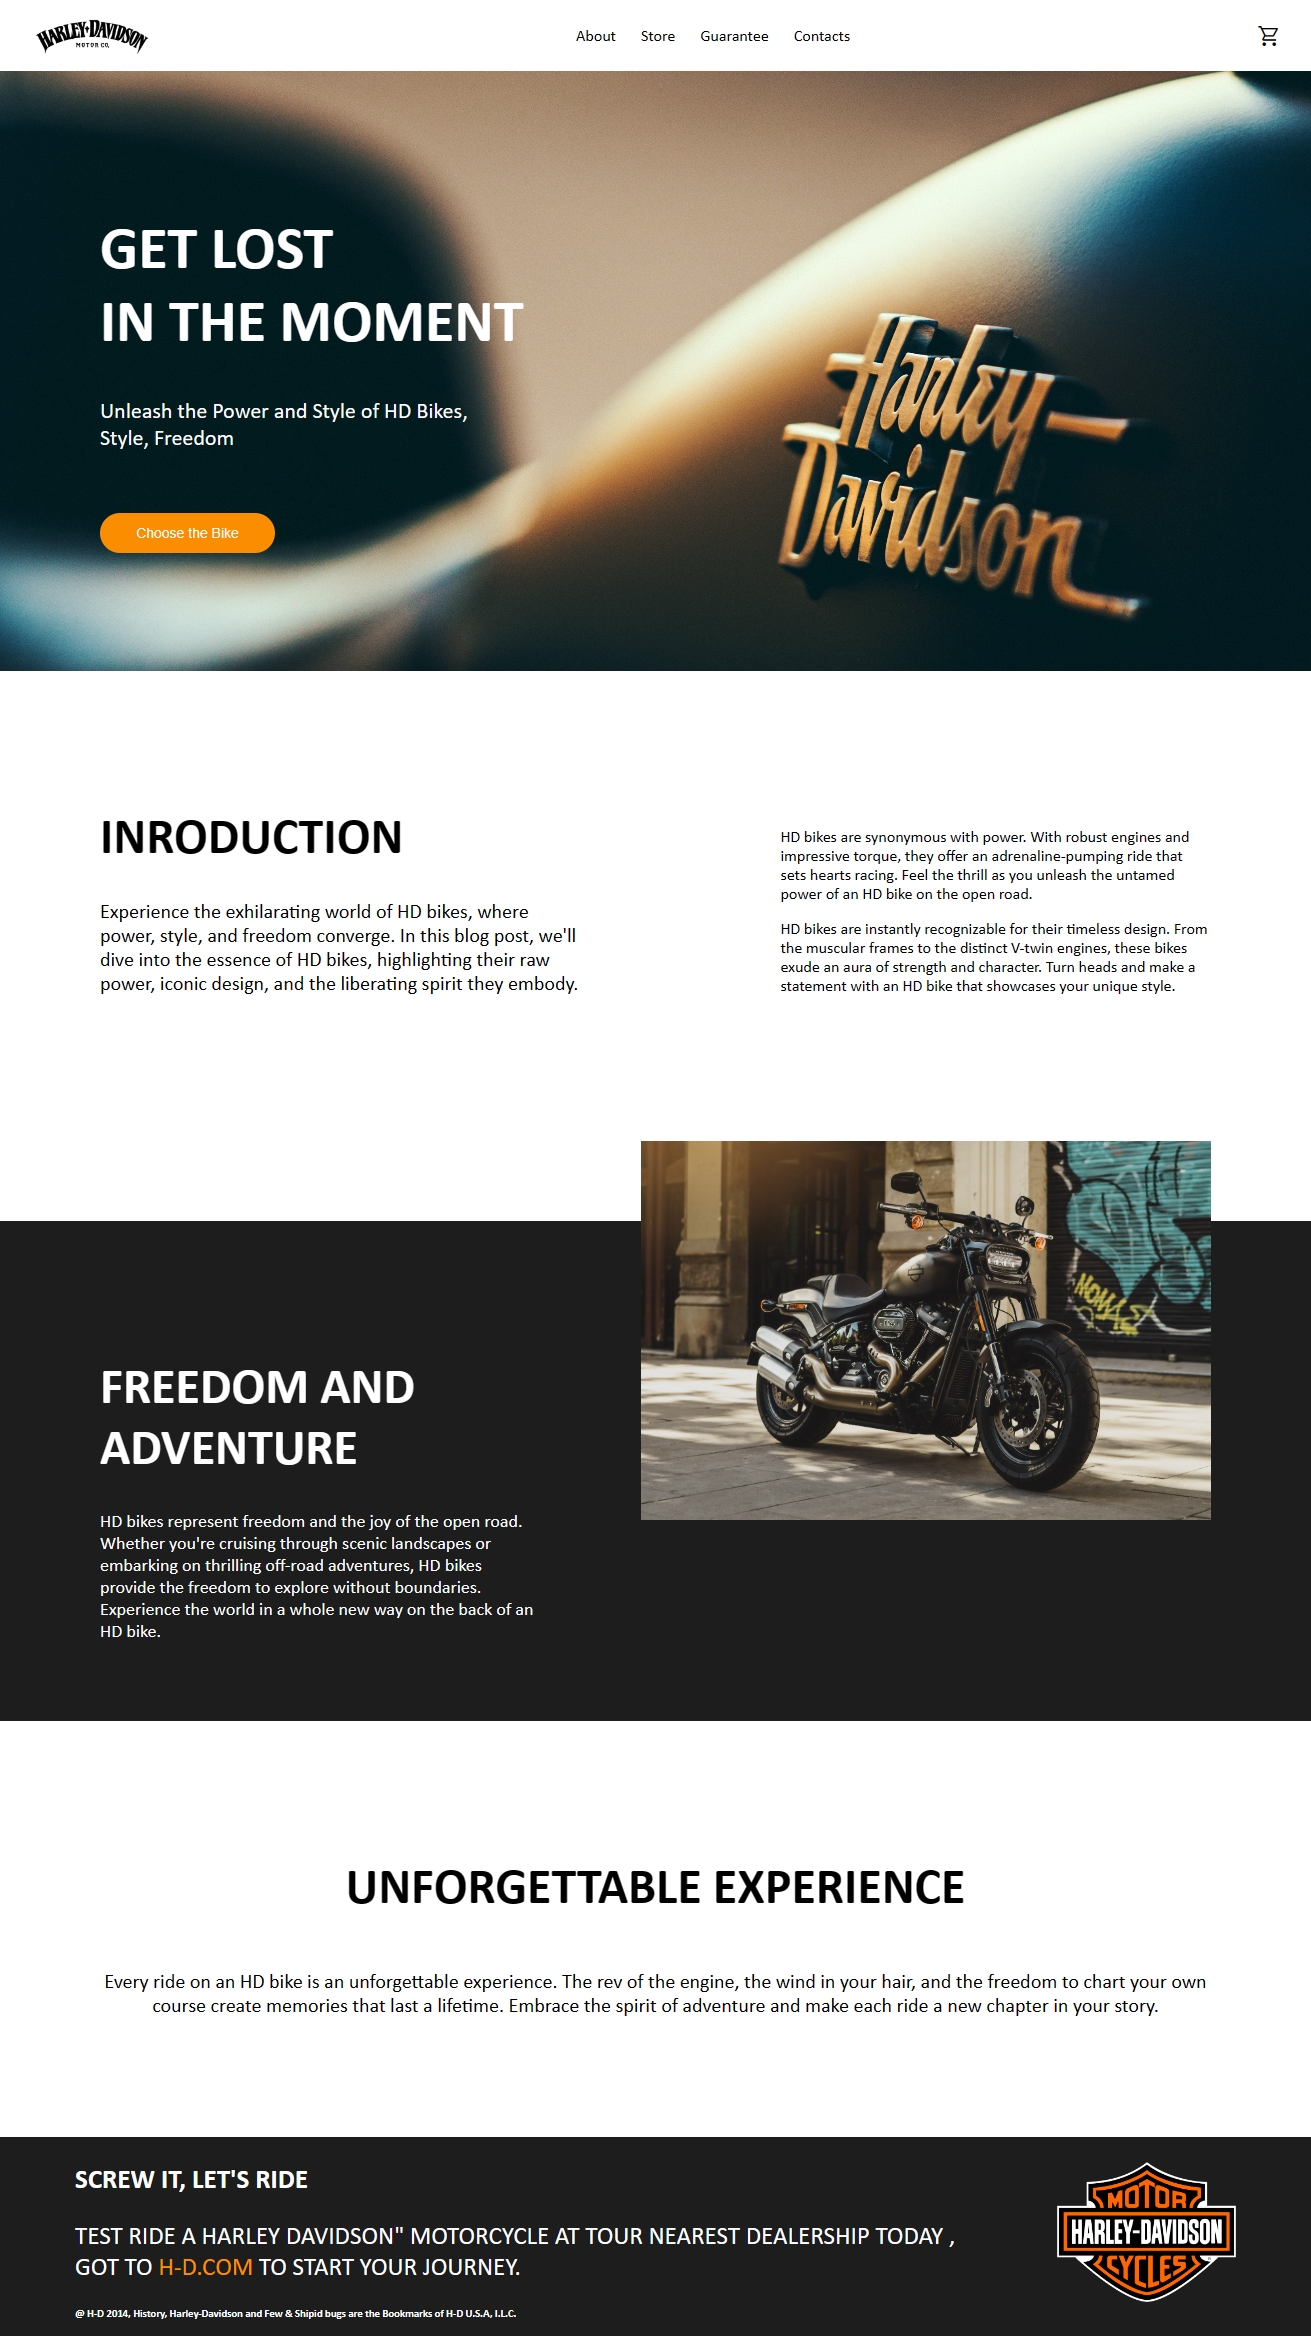 HARLEY-DAVIDSON
MOTOR CO.
About Store Guarantee Contacts
GET LOST
IN THE MOMENT
Harley-
Davidson
Unleash the Power and Style of HD Bikes,
Style, Freedom
Choose the Bike
INRODUCTION
Experience the exhilarating world of HD bikes, where
power, style, and freedom converge. In this blog post, we'll
dive into the essence of HD bikes, highlighting their raw
power, iconic design, and the liberating spirit they embody.
HD bikes are synonymous with power. With robust engines and
impressive torque, they offer an adrenaline-pumping ride that
sets hearts racing. Feel the thrill as you unleash the untamed
power of an HD bike on the open road.
HD bikes are instantly recognizable for their timeless design. From
the muscular frames to the distinct V-twin engines, these bikes
exude an aura of strength and character. Turn heads and make a
statement with an HD bike that showcases your unique style.
FREEDOM AND
ADVENTURE
HD bikes represent freedom and the joy of the open road.
Whether you're cruising through scenic landscapes or
embarking on thrilling off-road adventures, HD bikes
provide the freedom to explore without boundaries.
Experience the world in a whole new way on the back of an
HD bike.
UNFORGETTABLE EXPERIENCE
Every ride on an HD bike is an unforgettable experience. The rev of the engine, the wind in your hair, and the freedom to chart your own
course create memories that last a lifetime. Embrace the spirit of adventure and make each ride a new chapter in your story.
SCREW IT, LET'S RIDE
TEST RIDE A HARLEY DAVIDSON" MOTORCYCLE AT TOUR NEAREST DEALERSHIP TODAY ,
GOT TO H-D.COM TO START YOUR JOURNEY.
@ H-D 2014, History, Harley-Davidson and Few & Shipid bugs are the Bookmarks of H-D U.S.A, I.L.C.
MOTOR
HARLEY-DAVIDSON
CYCLES